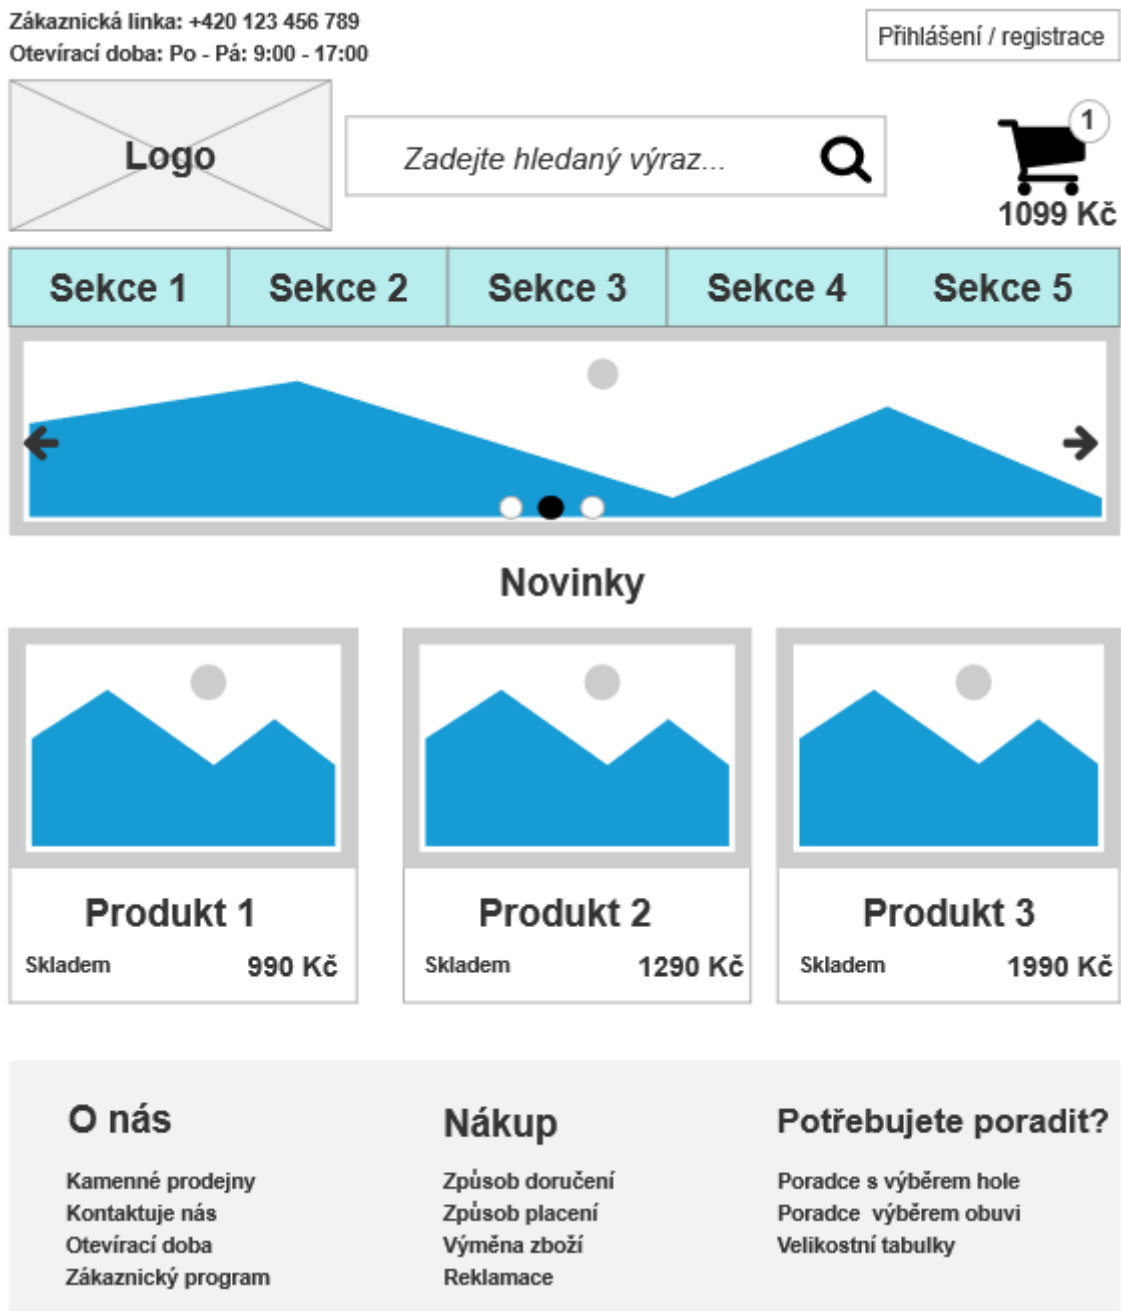 Zákaznická linka: +420 123 456 789
Otevírací doba: Po - Pá: 9:00 - 17:00
Přihlášení / registrace
Logo
Zadejte hledaný výraz...
1
1099 Kč
Sekce 1
Sekce 2
Sekce 3
Sekce 4
Sekce 5
Novinky
Produkt 1
Skladem
990 Kč
Produkt 2
Skladem
1290 Kč
Produkt 3
Skladem
1990 Kč
O nás
Kamenné prodejny
Kontaktuje nás
Otevírací doba
Zákaznický program
Nákup
Způsob doručení
Způsob placení
Výměna zboží
Reklamace
Potřebujete poradit?
Poradce s výběrem hole
Poradce výběrem obuvi
Velikostní tabulky